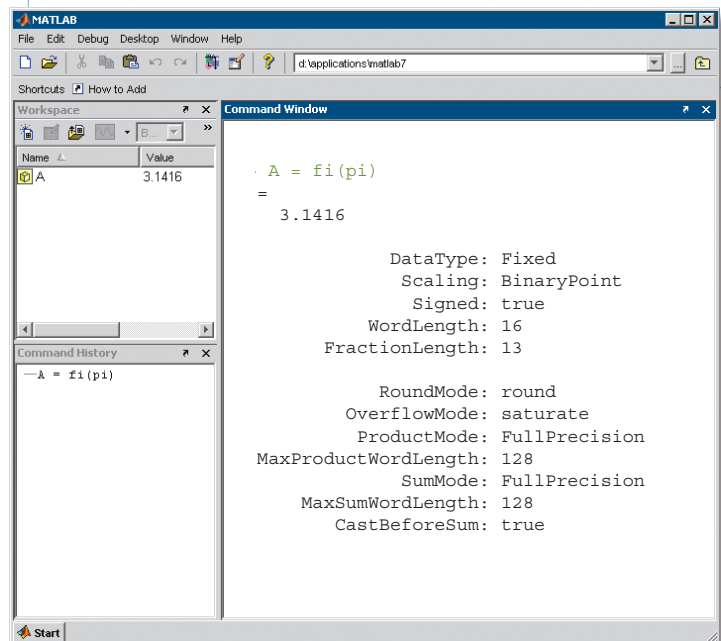 MATLAB
File Edit Debug Desktop Window Help
d:\applications\matlab7
...
Shortcuts How to Add
Workspace
B...
»
Name Value
A 3.1416
Command History
A = fi(pi)
Command Window
A = fi(pi)
=
3.1416
DataType: Fixed
Scaling: BinaryPoint
Signed: true
WordLength: 16
FractionLength: 13
RoundMode: round
OverflowMode: saturate
ProductMode: FullPrecision
MaxProductWordLength: 128
SumMode: FullPrecision
MaxSumWordLength: 128
CastBeforeSum: true
Start